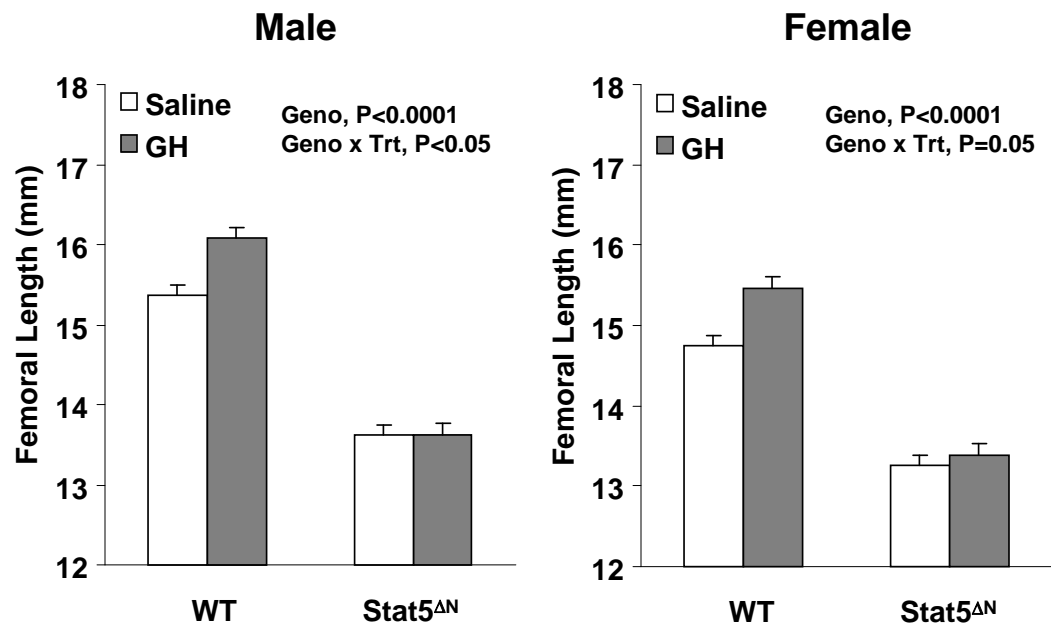 Male
Saline
GH
Geno, P<0.0001
Geno x Trt, P<0.05
Femoral Length (mm)
18
17
16
15
14
13
12
WT
Stat5ΔN
Female
Saline
GH
Geno, P<0.0001
Geno x Trt, P=0.05
Femoral Length (mm)
18
17
16
15
14
13
12
WT
Stat5ΔN